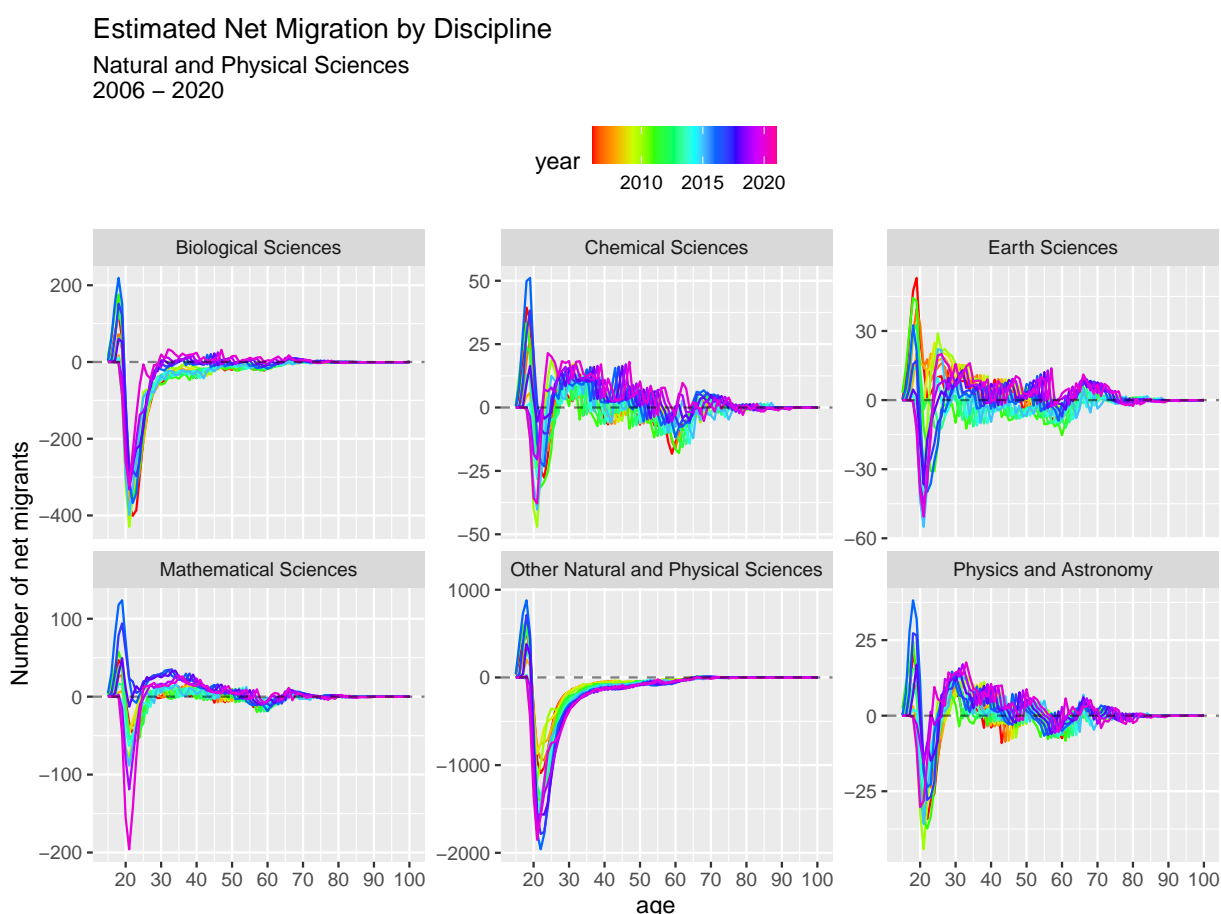 Estimated Net Migration by Discipline
Natural and Physical Sciences
2006 – 2020
year
2010 2015 2020
Biological Sciences
Chemical Sciences
Earth Sciences
200
0
−200
−400
50
25
0
−25
−50
30
0
−30
−60
Number of net migrants
Mathematical Sciences
Other Natural and Physical Sciences
Physics and Astronomy
100
0
−100
−200
1000
0
−1000
−2000
25
0
−25
20 30 40 50 60 70 80 90 100
20 30 40 50 60 70 80 90 100
20 30 40 50 60 70 80 90 100
age